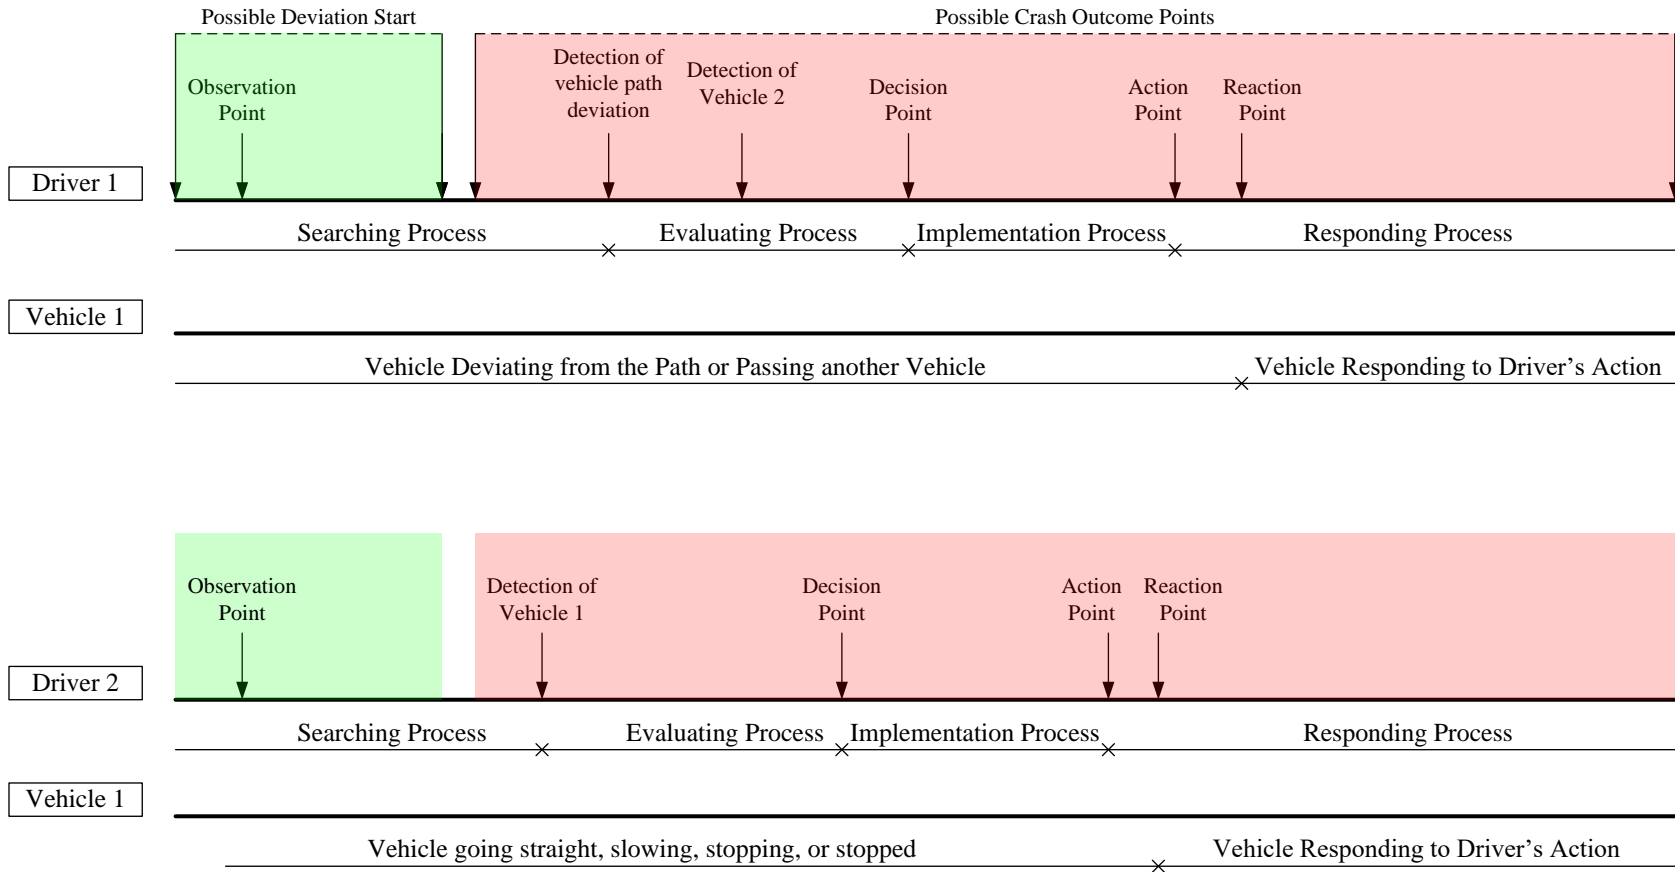 Possible Deviation Start
Possible Crash Outcome Points
Observation
Point
Detection of
vehicle path
deviation
Detection of
Vehicle 2
Decision
Point
Action
Point
Reaction
Point
Driver 1
Searching Process
Evaluating Process
Implementation Process
Responding Process
Vehicle 1
Vehicle Deviating from the Path or Passing another Vehicle
Vehicle Responding to Driver’s Action
Observation
Point
Detection of
Vehicle 1
Decision
Point
Action
Point
Reaction
Point
Driver 2
Searching Process
Evaluating Process
Implementation Process
Responding Process
Vehicle 1
Vehicle going straight, slowing, stopping, or stopped
Vehicle Responding to Driver’s Action